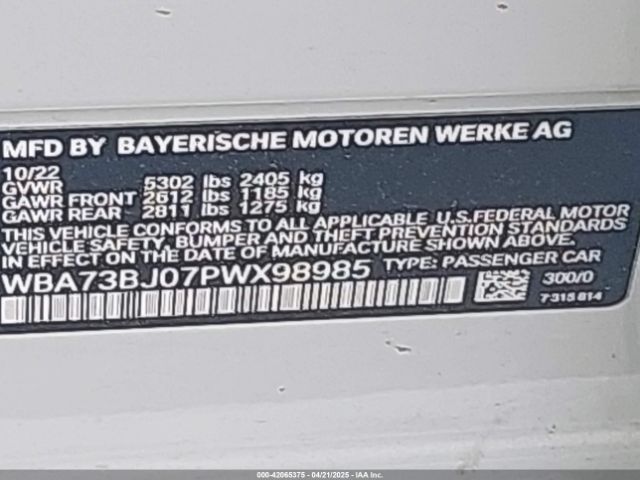 MFD BY BAYERISCHE MOTOREN WERKE AG
10/22
GVWR 5302 lbs 2405 kg
GAWR FRONT 2612 lbs 1185 kg
GAWR REAR 2811 lbs 1275 kg
THIS VEHICLE CONFORMS TO ALL APPLICABLE U.S.FEDERAL MOTOR
VEHICLE SAFETY, BUMPER AND THEFT PREVENTION STANDARDS
IN EFFECT ON THE DATE OF MANUFACTURE SHOWN ABOVE.
WBA73BJ07PWX98985 TYPE: PASSENGER CAR
300/0
7315614
000-42065375 - 04/21/2025 - IAA Inc.